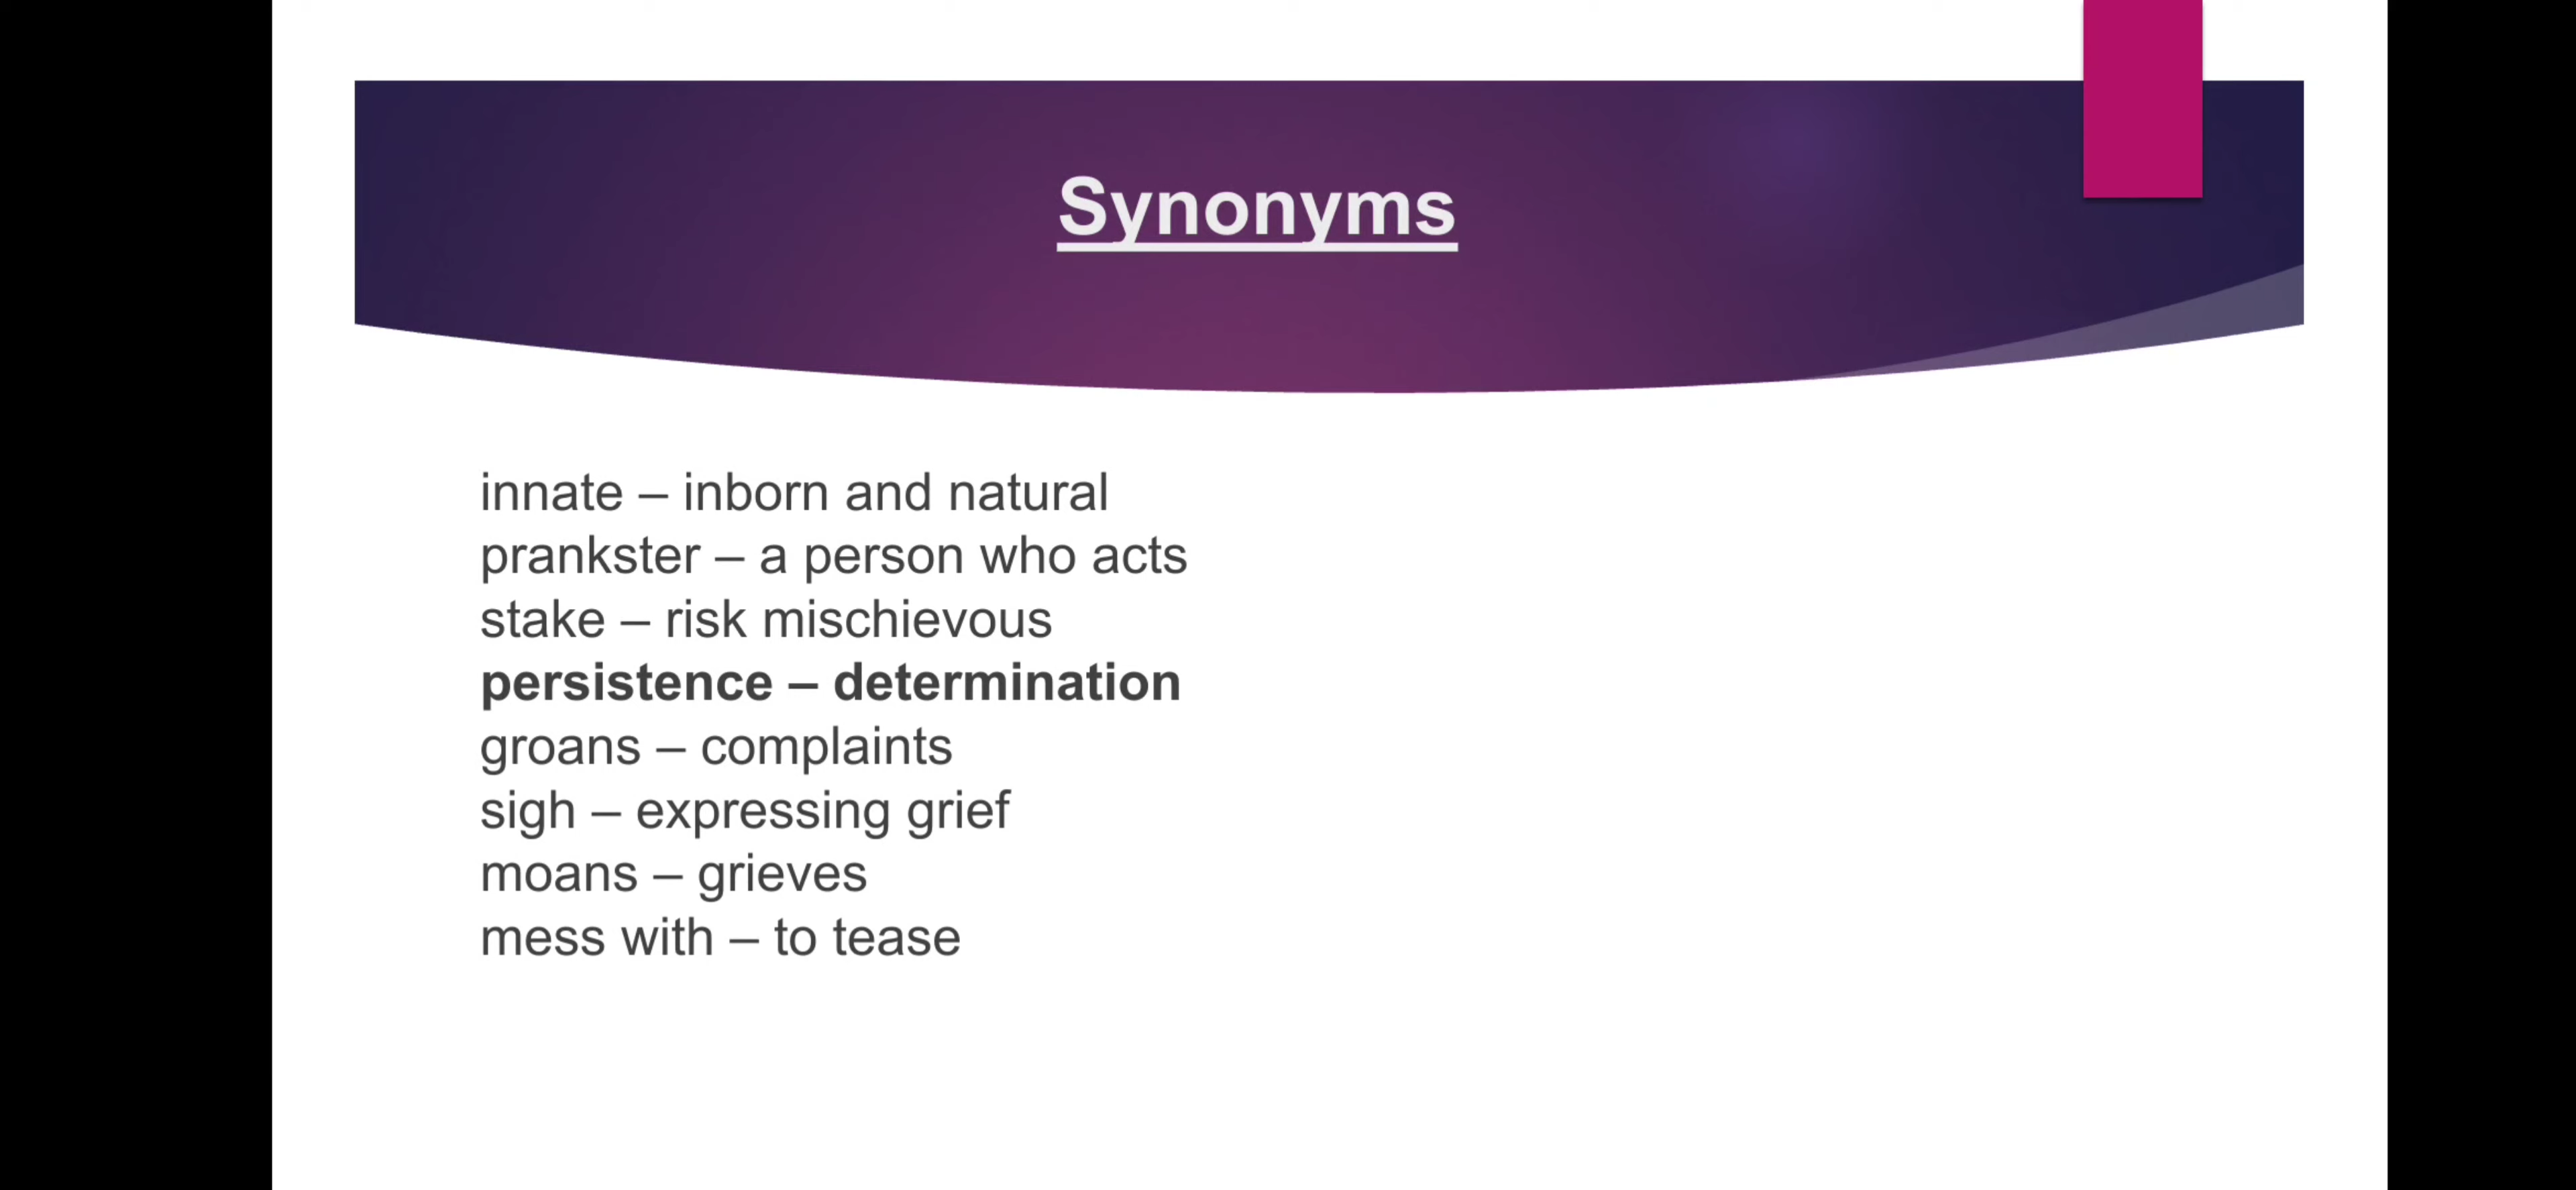 Synonyms
innate – inborn and natural
prankster – a person who acts
stake – risk mischievous
persistence – determination
groans – complaints
sigh – expressing grief
moans – grieves
mess with – to tease